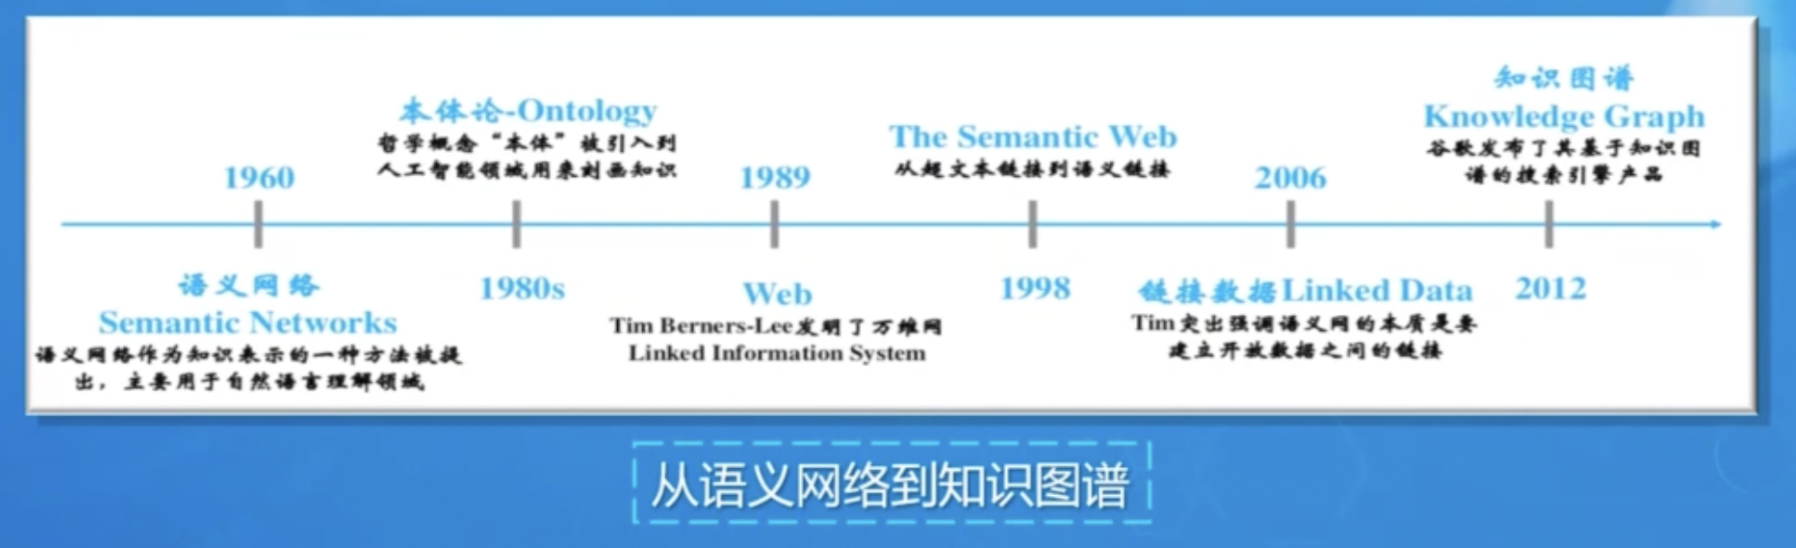 1960
语义网络
Semantic Networks
语义网络作为知识表示的一种方法被提
出，主要用于自然语言理解领域
本体论-Ontology
哲学概念“本体”被引入到
人工智能领域用来刻画知识
1980s
1989
Web
Tim Berners-Lee发明了万维网
Linked Information System
The Semantic Web
从超文本链接到语义链接
1998
2006
链接数据Linked Data
Tim突出强调语义网的本质是要
建立开放数据之间的链接
知识图谱
Knowledge Graph
谷歌发布了其基于知识图
谱的搜索引擎产品
2012
从语义网络到知识图谱